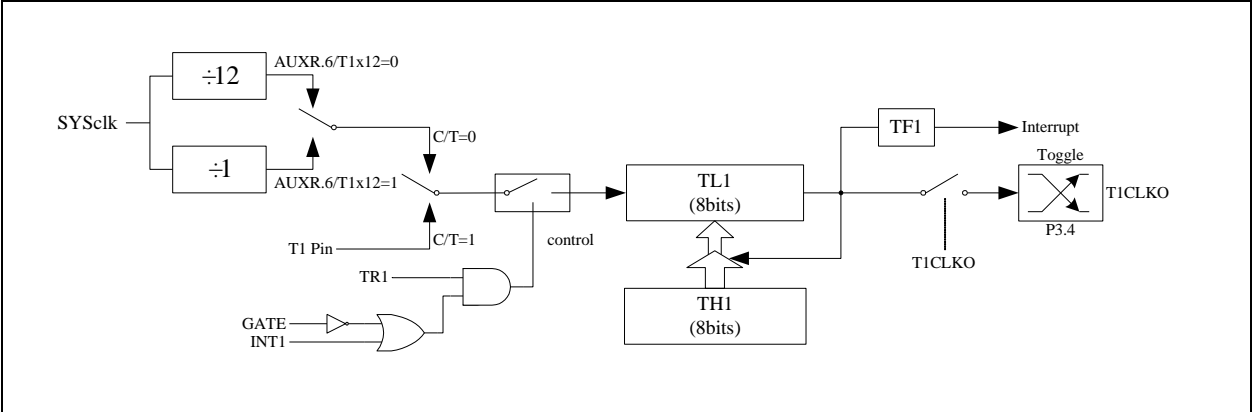 ÷12
AUXR.6/T1x12=0
SYSclk
÷1
AUXR.6/T1x12=1
C/T=0
C/T=1
T1 Pin
control
TR1
GATE
INT1
TL1
(8bits)
TH1
(8bits)
TF1
Interrupt
Toggle
T1CLKO
P3.4
T1CLKO